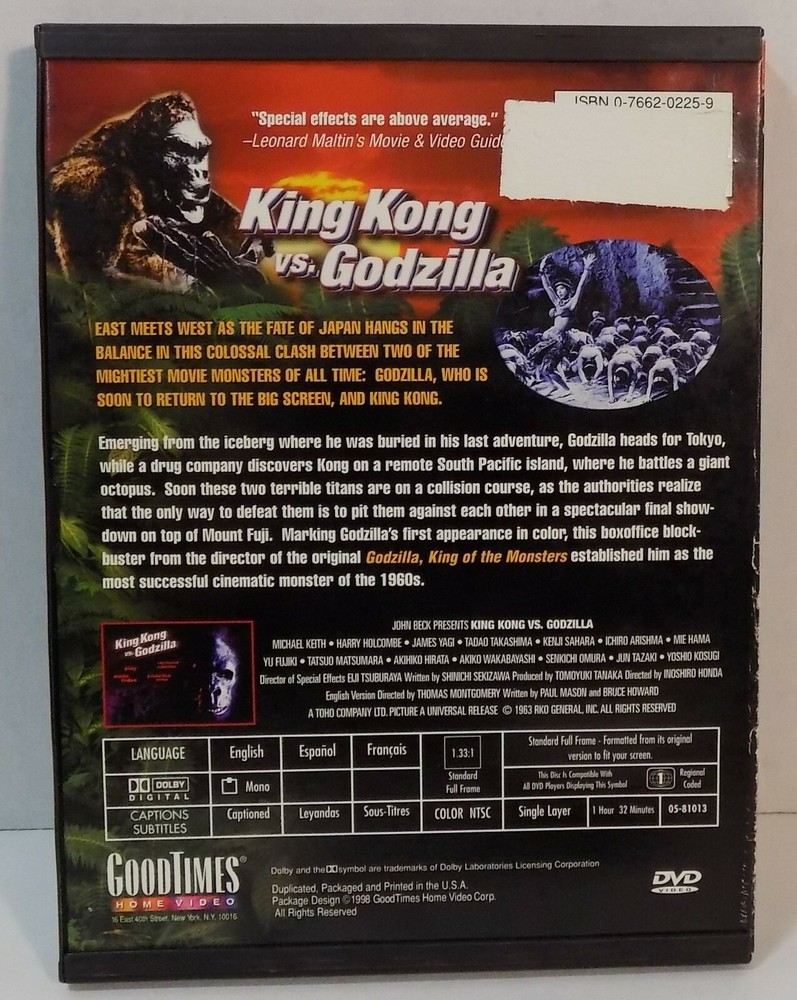 ISBN 0-7662-0225-9
"Special effects are above average."
–Leonard Maltin's Movie & Video Guid
King Kong
vs. Godzilla
EAST MEETS WEST AS THE FATE OF JAPAN HANGS IN THE
BALANCE IN THIS COLOSSAL CLASH BETWEEN TWO OF THE
MIGHTIEST MOVIE MONSTERS OF ALL TIME: GODZILLA, WHO IS
SOON TO RETURN TO THE BIG SCREEN, AND KING KONG.
Emerging from the iceberg where he was buried in his last adventure, Godzilla heads for Tokyo,
while a drug company discovers Kong on a remote South Pacific island, where he battles a giant
octopus. Soon these two terrible titans are on a collision course, as the authorities realize
that the only way to defeat them is to pit them against each other in a spectacular final show-
down on top of Mount Fuji. Marking Godzilla's first appearance in color, this boxoffice block-
buster from the director of the original Godzilla, King of the Monsters established him as the
most successful cinematic monster of the 1960s.
King Kong
vs. Godzilla
JOHN BECK PRESENTS KING KONG VS. GODZILLA
MICHAEL KEITH • HARRY HOLCOMBE • JAMES YAGI • TADAO TAKASHIMA • KENJI SAHARA • ICHIRO ARISHMA • MIE HAMA
YU FUJIKI • TATSUO MATSUMARA • AKIHIKO HIRATA • AKIKO WAKABAYASHI • SENKICHI OMURA • JUN TAZAKI • YOSHIO KOSUGI
Director of Special Effects EIJI TSUBURAYA Written by SHINICHI SEKIZAWA Produced by TOMOYUKI TANAKA Directed by INOSHIRO HONDA
English Version Directed by THOMAS MONTGOMERY Written by PAUL MASON and BRUCE HOWARD
A TOHO COMPANY LTD. PICTURE A UNIVERSAL RELEASE © 1963 RKO GENERAL, INC. ALL RIGHTS RESERVED
LANGUAGE English Español Français 1.33:1 Standard Full Frame - Formatted from its original
version to fit your screen.
DOLBY DIGITAL Mono Standard Full Frame This Disc Is Compatible With
All DVD Players Displaying This Symbol 1 Regional Coded
CAPTIONS Captioned Leyandas Sous-Titres COLOR NTSC Single Layer 1 Hour 32 Minutes 05-81013
SUBTITLES
GOODTIMES®
HOME VIDEO
16 East 40th Street, New York, N.Y. 10016
Dolby and the DD symbol are trademarks of Dolby Laboratories Licensing Corporation
Duplicated, Packaged and Printed in the U.S.A.
Package Design ©1998 GoodTimes Home Video Corp.
All Rights Reserved
DVD
VIDEO